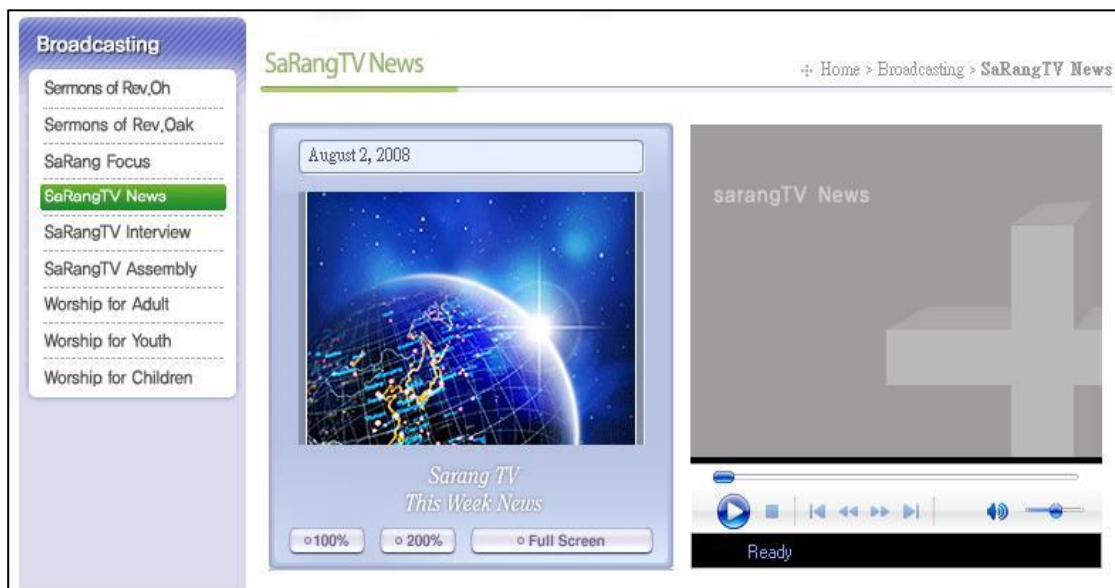 Broadcasting
Sermons of Rev.Oh
Sermons of Rev.Oak
SaRang Focus
SaRangTV News
SaRangTV Interview
SaRangTV Assembly
Worship for Adult
Worship for Youth
Worship for Children
SaRangTV News
Home > Broadcasting > SaRangTV News
August 2, 2008
Sarang TV
This Week News
100%
200%
Full Screen
sarangTV News
Ready